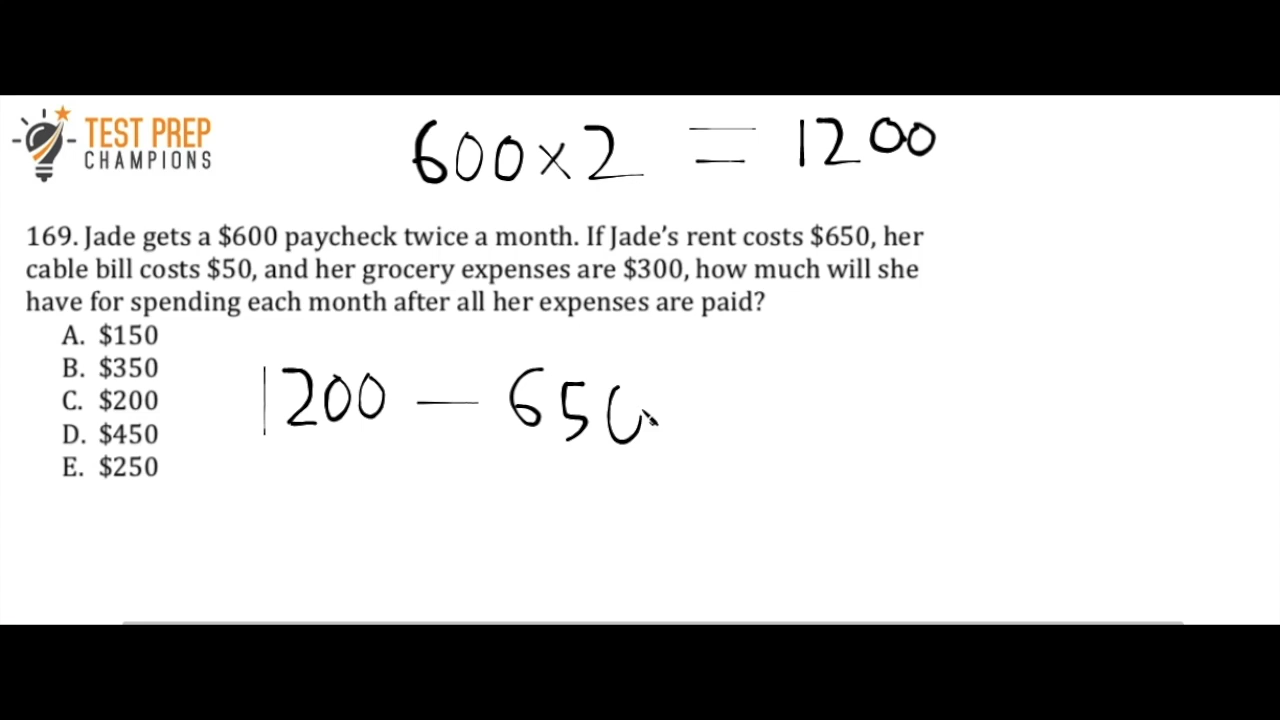 TEST PREP
CHAMPIONS
600×2 = 1200
169. Jade gets a $600 paycheck twice a month. If Jade's rent costs $650, her
cable bill costs $50, and her grocery expenses are $300, how much will she
have for spending each month after all her expenses are paid?
A. $150
B. $350
C. $200
D. $450
E. $250
1200 — 650